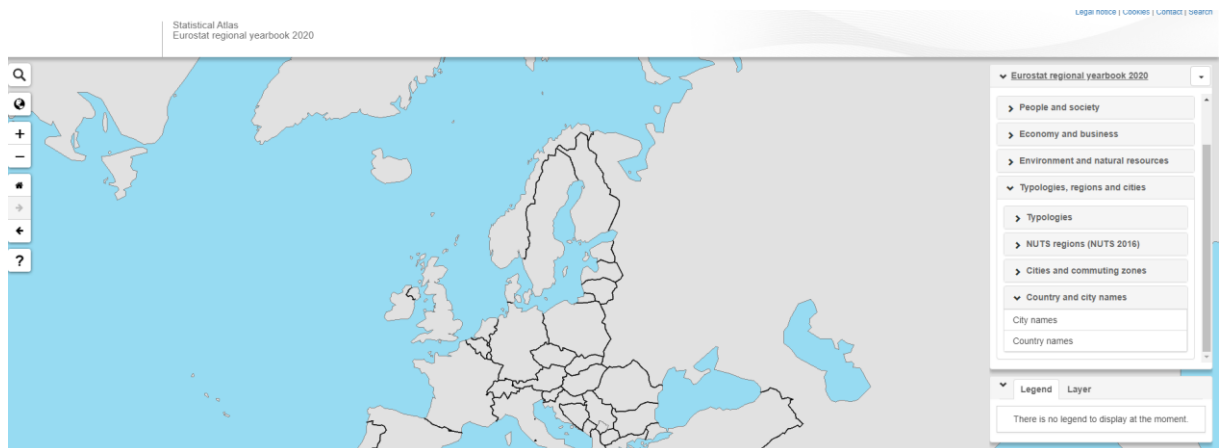 Legal notice | Cookies | Contact | Search
Statistical Atlas
Eurostat regional yearbook 2020
Eurostat regional yearbook 2020
People and society
Economy and business
Environment and natural resources
Typologies, regions and cities
Typologies
NUTS regions (NUTS 2016)
Cities and commuting zones
Country and city names
City names
Country names
Legend Layer
There is no legend to display at the moment.